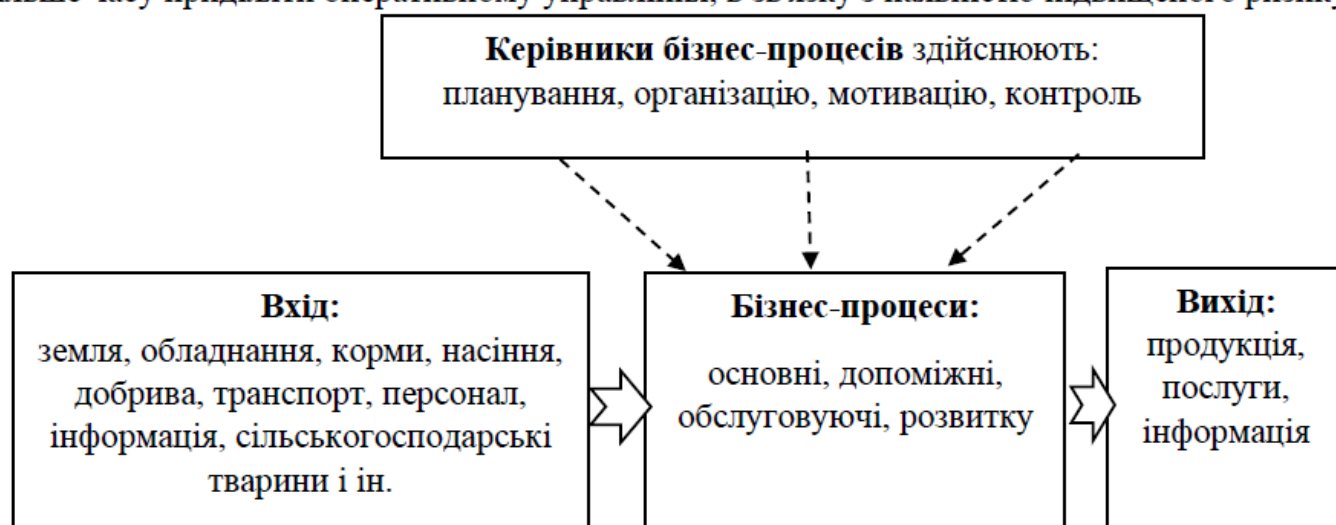 Керівники бізнес-процесів здійснюють:
планування, організацію, мотивацію, контроль
Вхід:
земля, обладнання, корми, насіння,
добрива, транспорт, персонал,
інформація, сільськогосподарські
тварини і ін.
Бізнес-процеси:
основні, допоміжні,
обслуговуючі, розвитку
Вихід:
продукція,
послуги,
інформація